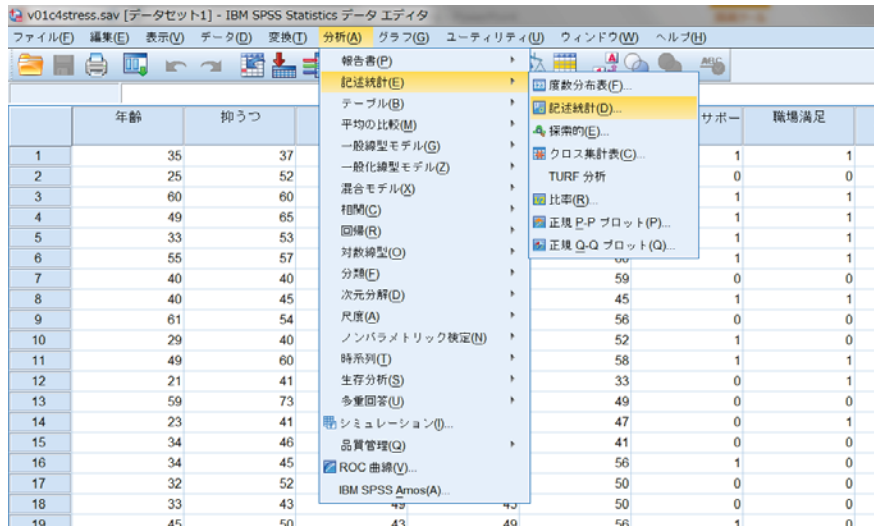 v01c4stress.sav [データセット1] - IBM SPSS Statistics データ エディタ
ファイル(F) 編集(E) 表示(V) データ(D) 変換(T) 分析(A) グラフ(G) ユーティリティ(U) ウィンドウ(W) ヘルプ(H)
報告書(P)
記述統計(E)
テーブル(B)
平均の比較(M)
一般線型モデル(G)
一般化線型モデル(Z)
混合モデル(X)
相関(C)
回帰(R)
対数線型(O)
分類(F)
次元分解(D)
尺度(A)
ノンパラメトリック検定(N)
時系列(T)
生存分析(S)
多重回答(U)
シミュレーション(I)...
品質管理(Q)
ROC 曲線(V)...
IBM SPSS Amos(A)...
度数分布表(F)...
記述統計(D)...
探索的(E)...
クロス集計表(C)...
TURF 分析
比率(R)...
正規 P-P プロット(P)...
正規 Q-Q プロット(Q)...
年齢 抑うつ サポー 職場満足
1 35 37 1 1
2 25 52 0 0
3 60 60 1 1
4 49 65 1 1
5 33 53 1 1
6 55 57 1 1
7 40 40 59 0 0
8 40 45 45 1 1
9 61 54 56 0 0
10 29 40 52 1 0
11 49 60 58 1 0
12 21 41 33 0 1
13 59 73 49 0 0
14 23 41 47 0 1
15 34 46 41 0 0
16 34 45 56 1 0
17 32 52 50 0 0
18 33 43 49 43 50 0 0
19 45 50 43 49 56 1 0